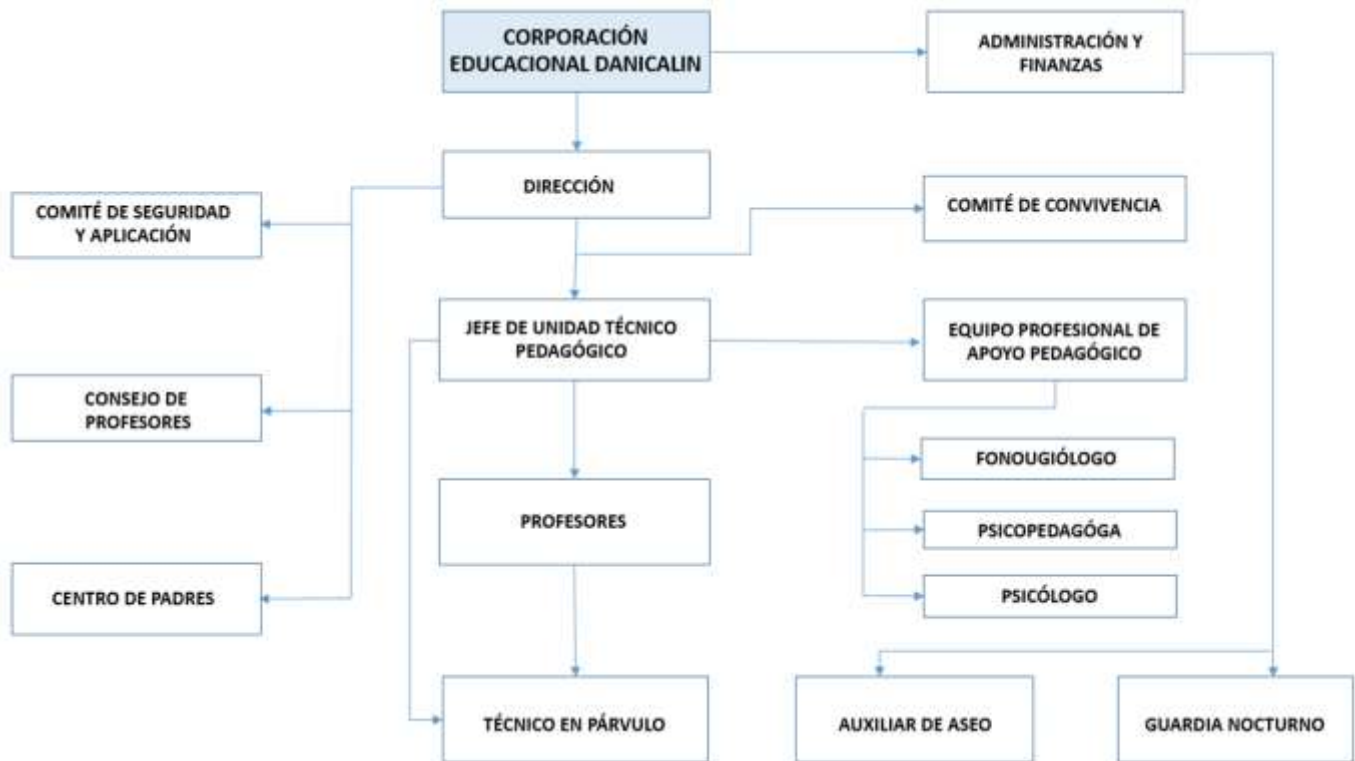 CORPORACIÓN
EDUCACIONAL DANICALIN
ADMINISTRACIÓN Y
FINANZAS
DIRECCIÓN
COMITÉ DE SEGURIDAD
Y APLICACIÓN
COMITÉ DE CONVIVENCIA
JEFE DE UNIDAD TÉCNICO
PEDAGÓGICO
EQUIPO PROFESIONAL DE
APOYO PEDAGÓGICO
CONSEJO DE
PROFESORES
FONOUGIÓLOGO
PROFESORES
PSICOPEDAGÓGA
CENTRO DE PADRES
PSICÓLOGO
TÉCNICO EN PÁRVULO
AUXILIAR DE ASEO
GUARDIA NOCTURNO